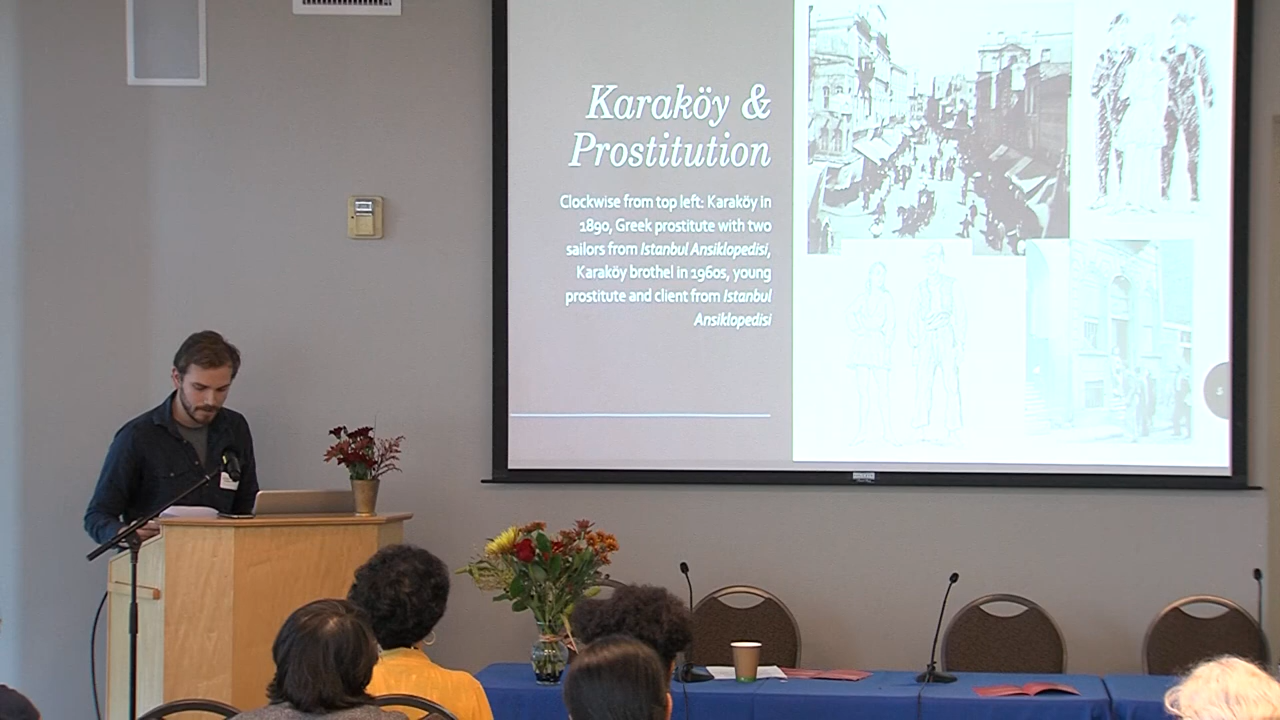 Karaköy &
Prostitution
Clockwise from top left: Karaköy in
1890, Greek prostitute with two
sailors from Istanbul Ansiklopedisi,
Karaköy brothel in 1960s, young
prostitute and client from Istanbul
Ansiklopedisi
5